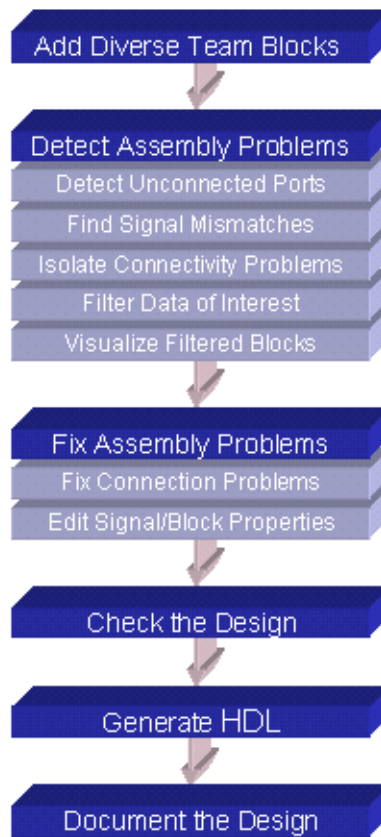 Add Diverse Team Blocks
Detect Assembly Problems
Detect Unconnected Ports
Find Signal Mismatches
Isolate Connectivity Problems
Filter Data of Interest
Visualize Filtered Blocks
Fix Assembly Problems
Fix Connection Problems
Edit Signal/Block Properties
Check the Design
Generate HDL
Document the Design